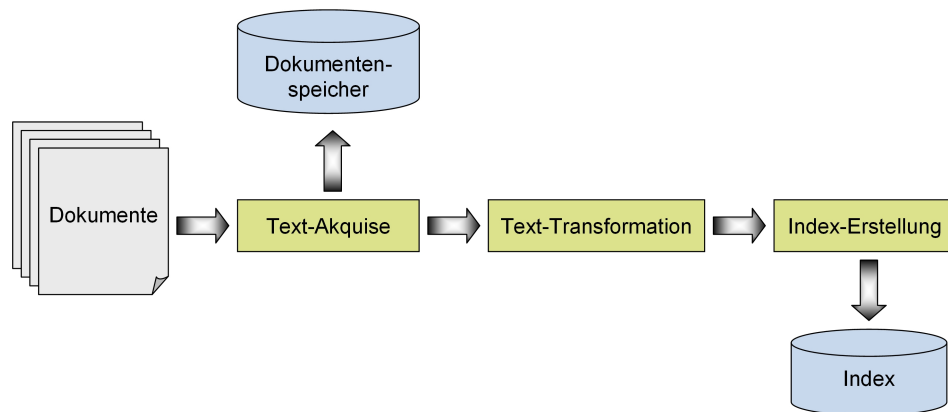 Dokumenten-
speicher
Dokumente
Text-Akquise
Text-Transformation
Index-Erstellung
Index